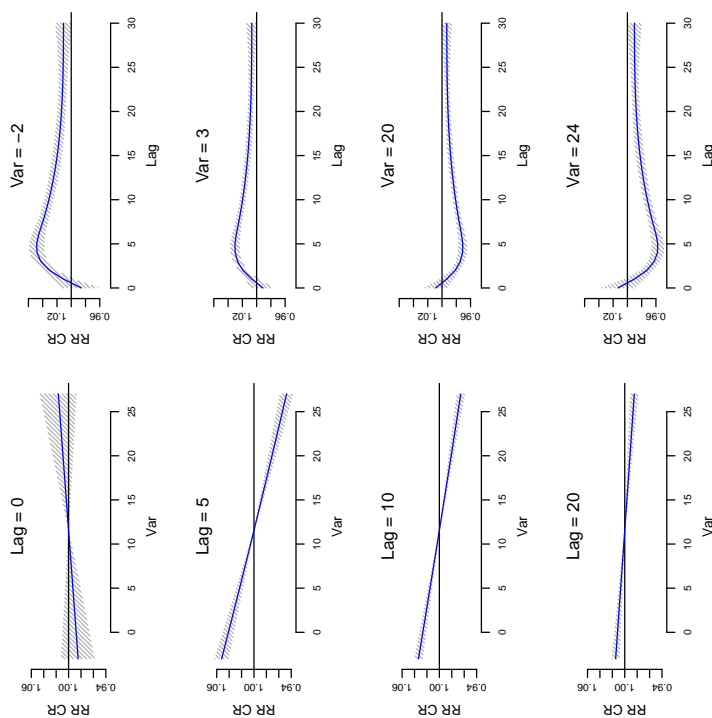 Lag = 0
RR CR
1.06
1.00
0.94
0 5 10 15 20 25
Var
Var = −2
RR CR
1.02
0.96
0 5 10 15 20 25 30
Lag
Lag = 5
RR CR
1.06
1.00
0.94
0 5 10 15 20 25
Var
Var = 3
RR CR
1.02
0.96
0 5 10 15 20 25 30
Lag
Lag = 10
RR CR
1.06
1.00
0.94
0 5 10 15 20 25
Var
Var = 20
RR CR
1.02
0.96
0 5 10 15 20 25 30
Lag
Lag = 20
RR CR
1.06
1.00
0.94
0 5 10 15 20 25
Var
Var = 24
RR CR
1.02
0.96
0 5 10 15 20 25 30
Lag